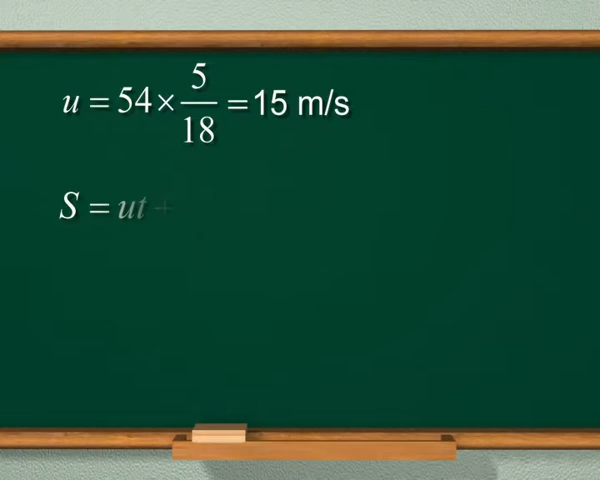 u = 54 × 5/18 = 15 m/s
S = ut +